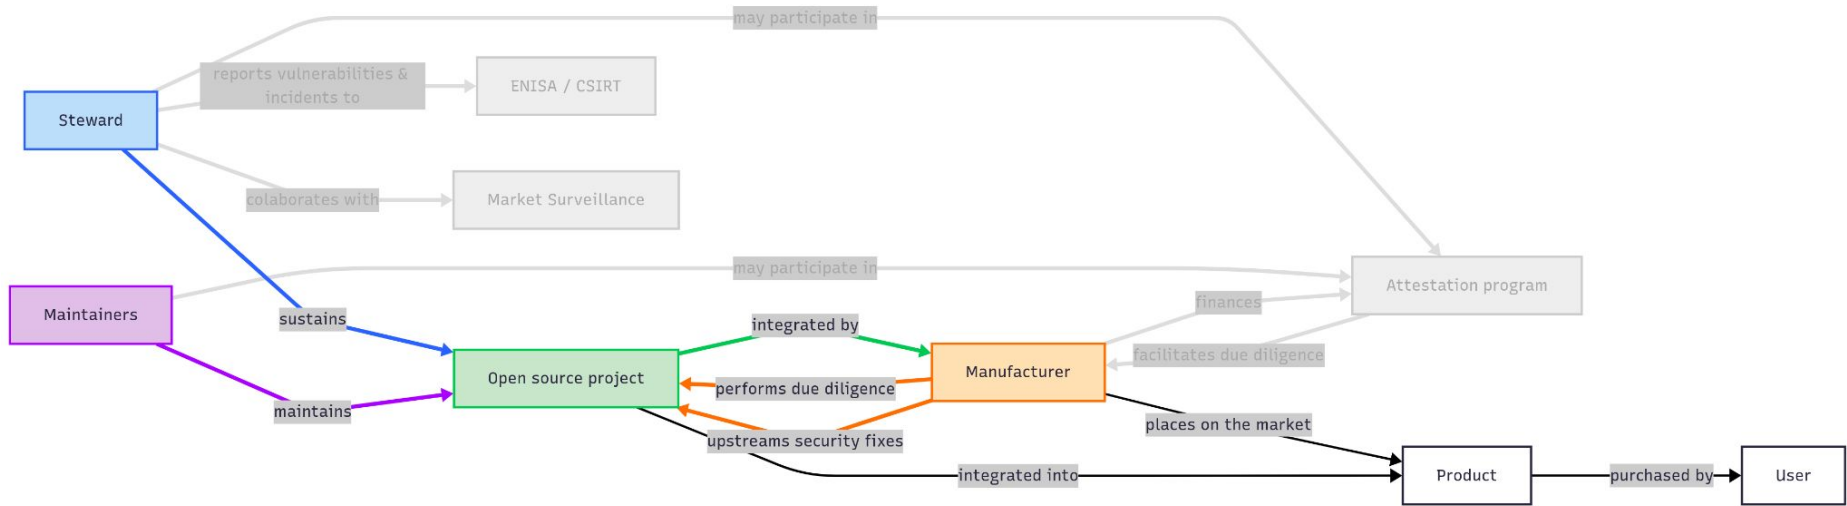 may participate in
reports vulnerabilities &
incidents to
ENISA / CSIRT
Steward
colaborates with
Market Surveillance
may participate in
Attestation program
Maintainers
finances
sustains
integrated by
facilitates due diligence
Open source project
Manufacturer
performs due diligence
maintains
places on the market
upstreams security fixes
integrated into
Product
purchased by
User